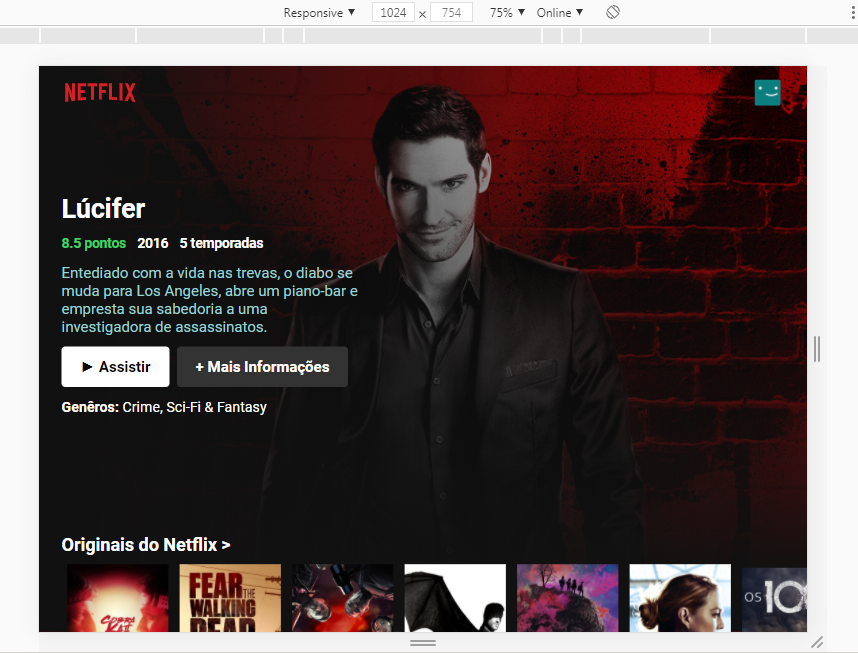 Responsive ▼ 1024 x 754 75% ▼ Online ▼
NETFLIX
Lúcifer
8.5 pontos 2016 5 temporadas
Entediado com a vida nas trevas, o diabo se
muda para Los Angeles, abre um piano-bar e
empresta sua sabedoria a uma
investigadora de assassinatos.
► Assistir + Mais Informações
Genêros: Crime, Sci-Fi & Fantasy
Originais do Netflix >
COBRA KAI
FEAR THE
WALKING
DEAD
OS 100